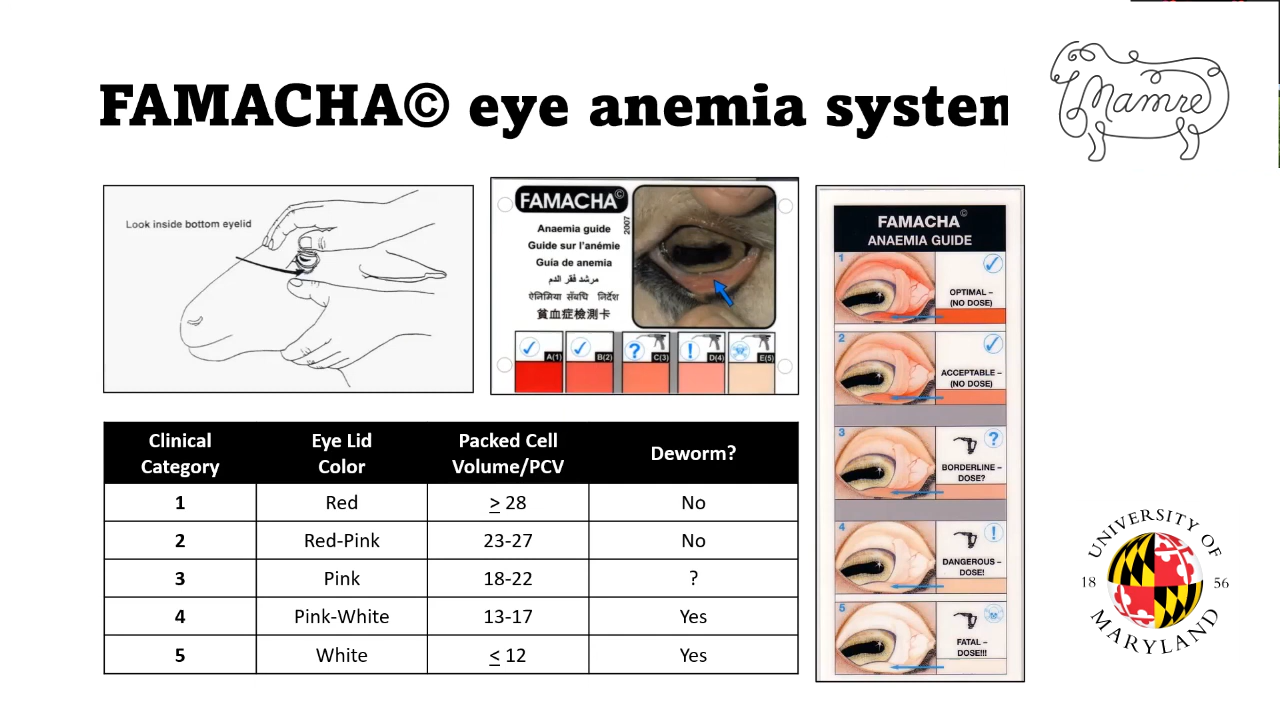 FAMACHA© eye anemia system
Mamre
Look inside bottom eyelid
FAMACHA©
2007
Anaemia guide
Guide sur l'anémie
Guía de anemia
مرشد فقر الدم
ऐनिमिया संबधि निर्देश
貧血症檢測卡
✓ A(1)
✓ B(2)
? C(3)
! D(4)
E(5)
FAMACHA©
ANAEMIA GUIDE
1
OPTIMAL –
(NO DOSE)
2
ACCEPTABLE –
(NO DOSE)
3
?
BORDERLINE –
DOSE?
4
!
DANGEROUS –
DOSE!
5
FATAL –
DOSE!!!
Clinical Category Eye Lid Color Packed Cell Volume/PCV Deworm?
1 Red ≥ 28 No
2 Red-Pink 23-27 No
3 Pink 18-22 ?
4 Pink-White 13-17 Yes
5 White ≤ 12 Yes
UNIVERSITY OF
18 56
MARYLAND